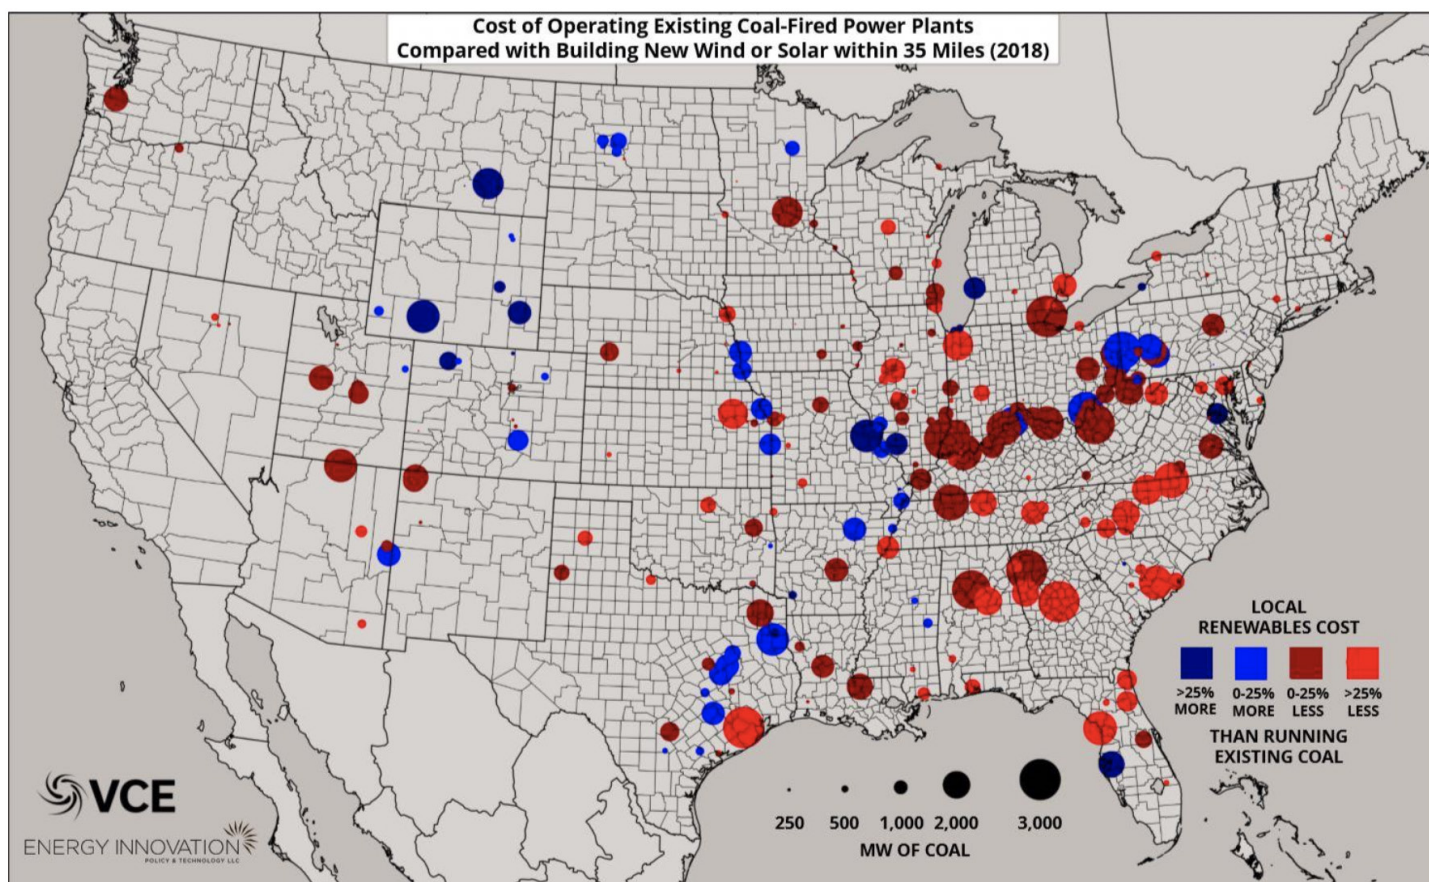 Cost of Operating Existing Coal-Fired Power Plants
Compared with Building New Wind or Solar within 35 Miles (2018)
LOCAL
RENEWABLES COST
>25%
MORE
0-25%
MORE
0-25%
LESS
>25%
LESS
THAN RUNNING
EXISTING COAL
250
500
1,000
2,000
3,000
MW OF COAL
VCE
ENERGY INNOVATION
POLICY & TECHNOLOGY LLC